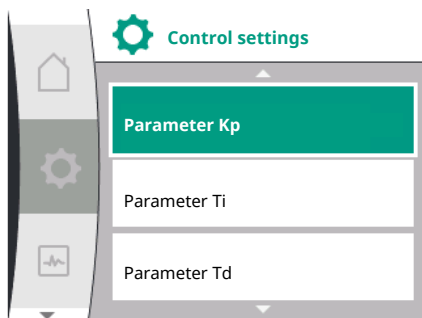 Control settings
Parameter Kp
Parameter Ti
Parameter Td